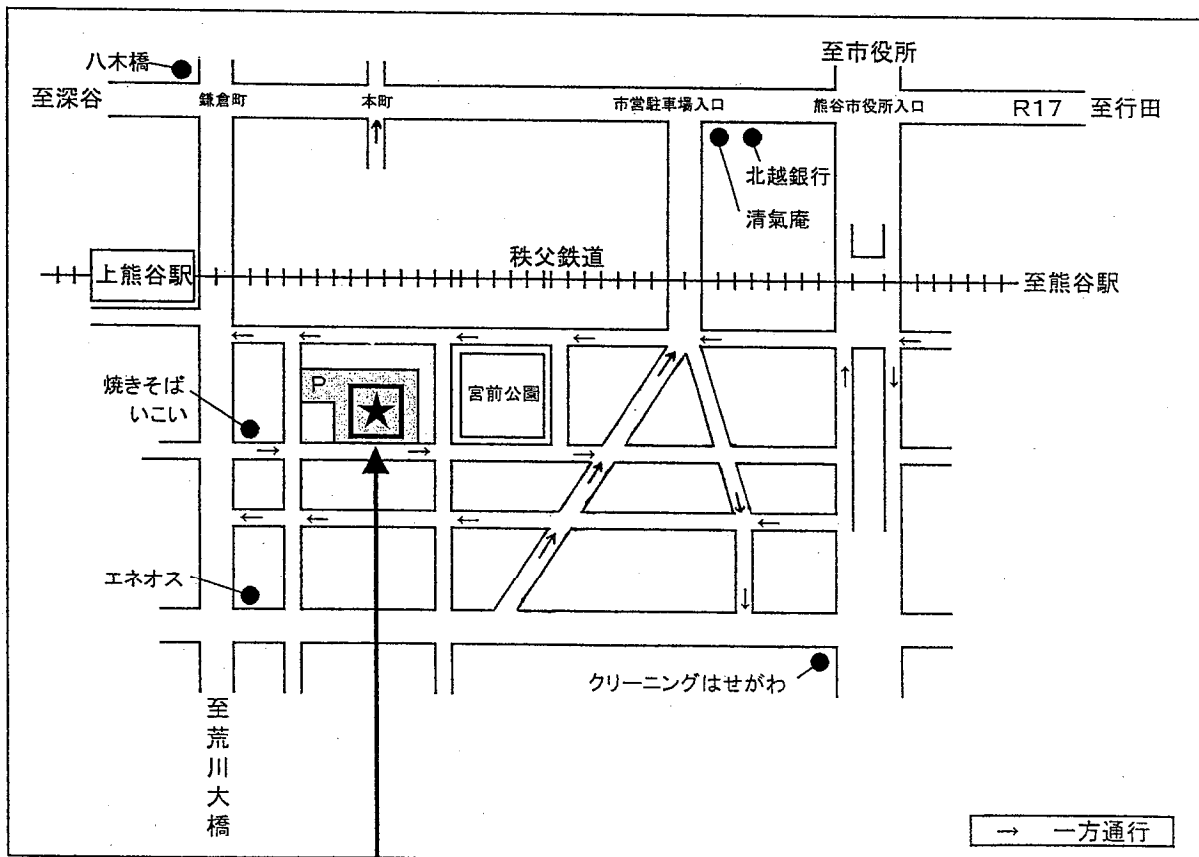 至市役所
八木橋
至深谷
鎌倉町
本町
市営駐車場入口
熊谷市役所入口
R17
至行田
北越銀行
清氣庵
秩父鉄道
上熊谷駅
至熊谷駅
焼きそば
いこい
P
宮前公園
エネオス
クリーニングはせがわ
至荒川大橋
→ 一方通行